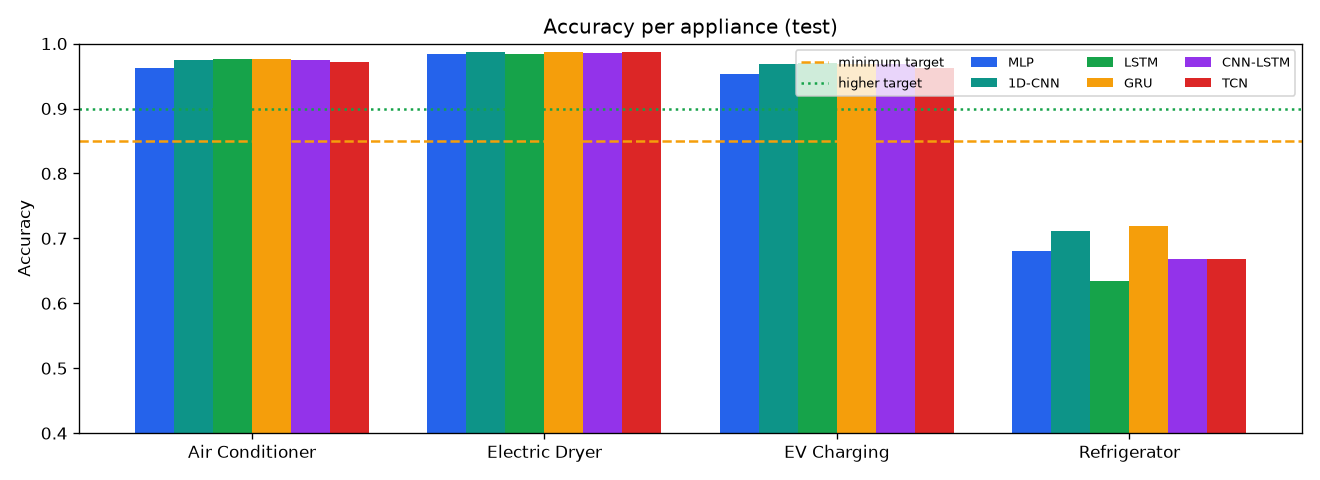 Accuracy per appliance (test)
1.0
0.9
0.8
0.7
0.6
0.5
0.4
Accuracy
minimum target
higher target
MLP
1D-CNN
LSTM
GRU
CNN-LSTM
TCN
Air Conditioner
Electric Dryer
EV Charging
Refrigerator